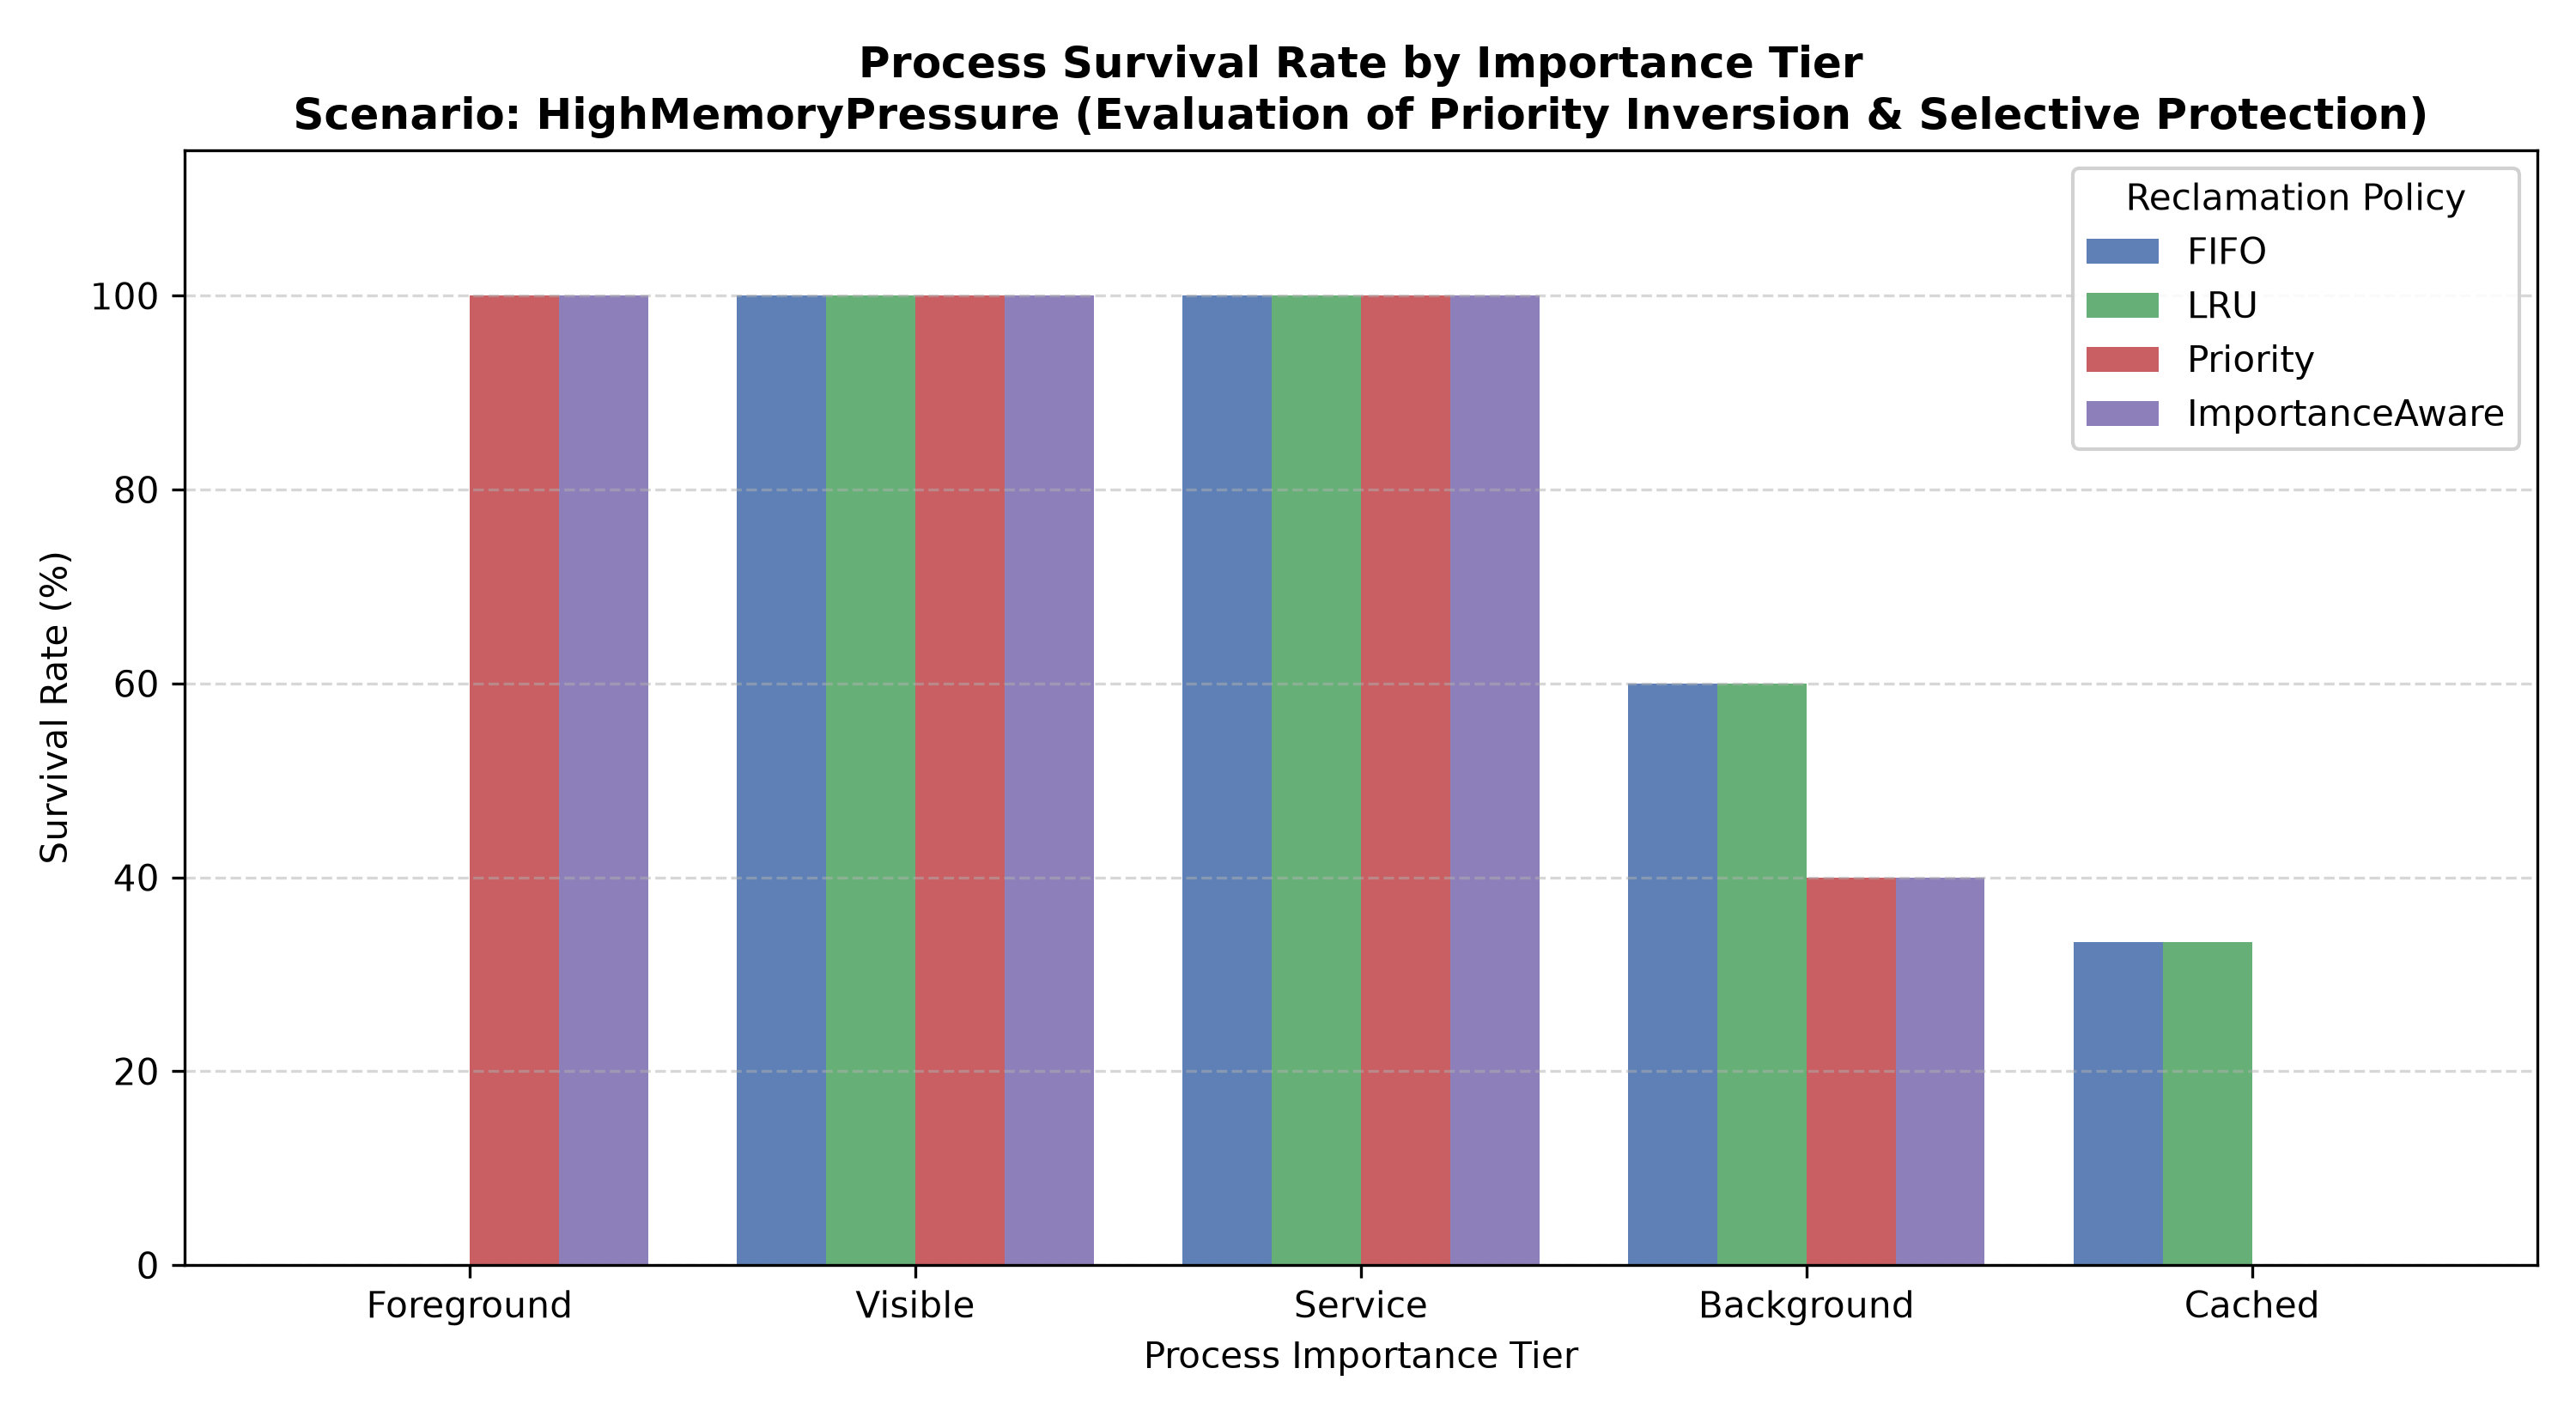 Process Survival Rate by Importance Tier
Scenario: HighMemoryPressure (Evaluation of Priority Inversion & Selective Protection)
Reclamation Policy
FIFO
LRU
Priority
ImportanceAware
Survival Rate (%)
100
80
60
40
20
0
Foreground
Visible
Service
Background
Cached
Process Importance Tier